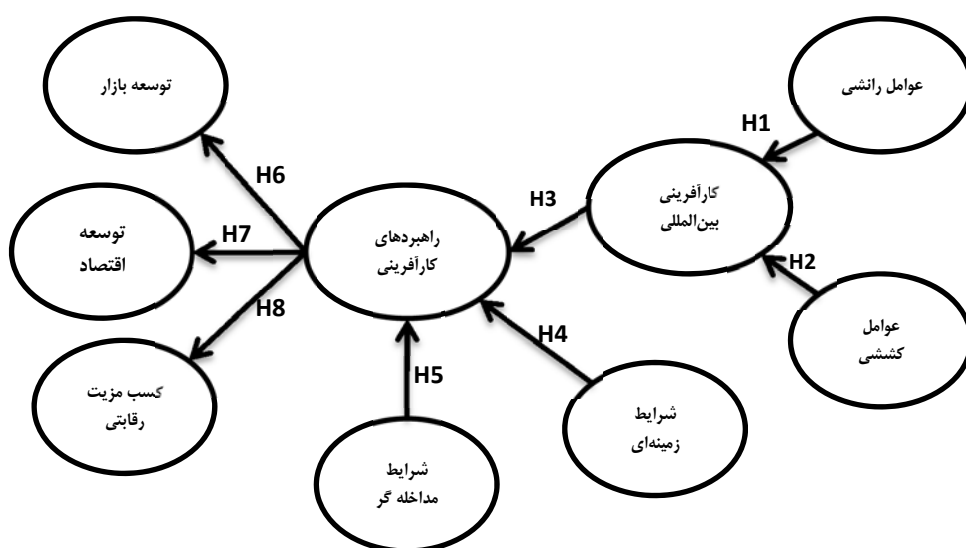 عوامل رانشی
توسعه بازار
H1
H6
کارآفرینی
بین‌المللی
H3
راهبردهای
کارآفرینی
توسعه
اقتصاد
H7
H2
H8
عوامل
کششی
H4
H5
کسب مزیت
رقابتی
شرایط
زمینه‌ای
شرایط
مداخله گر